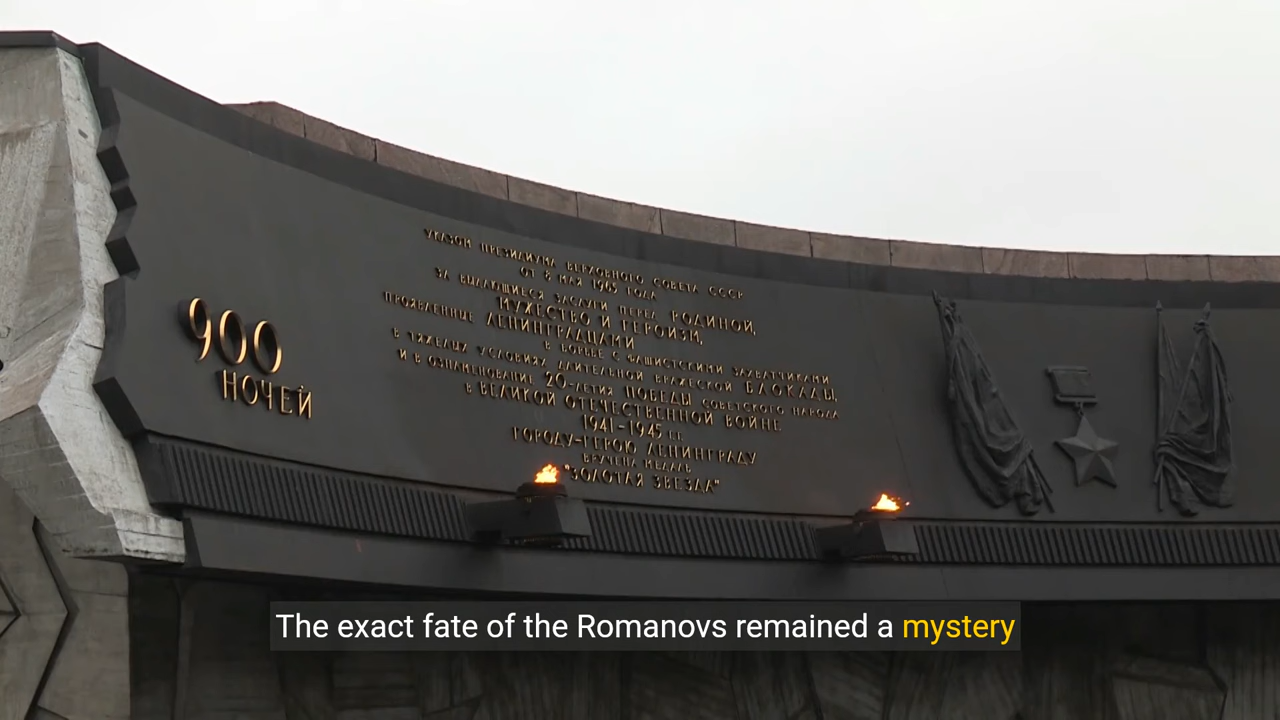 900
НОЧЕЙ
УКАЗОМ ПРЕЗИДИУМА ВЕРХОВНОГО СОВЕТА СССР
ОТ 8 МАЯ 1965 ГОДА
ЗА ВЫДАЮЩИЕСЯ ЗАСЛУГИ ПЕРЕД РОДИНОЙ,
МУЖЕСТВО И ГЕРОИЗМ,
ПРОЯВЛЕННЫЕ ЛЕНИНГРАДЦАМИ
В БОРЬБЕ С ФАШИСТСКИМИ ЗАХВАТЧИКАМИ
В ТЯЖЕЛЫХ УСЛОВИЯХ ДЛИТЕЛЬНОЙ ВРАЖЕСКОЙ БЛОКАДЫ,
И В ОЗНАМЕНОВАНИЕ 20-ЛЕТИЯ ПОБЕДЫ СОВЕТСКОГО НАРОДА
В ВЕЛИКОЙ ОТЕЧЕСТВЕННОЙ ВОЙНЕ
1941-1945 ГГ.
ГОРОДУ-ГЕРОЮ ЛЕНИНГРАДУ
ВРУЧЕНА МЕДАЛЬ
"ЗОЛОТАЯ ЗВЕЗДА"
The exact fate of the Romanovs remained a mystery